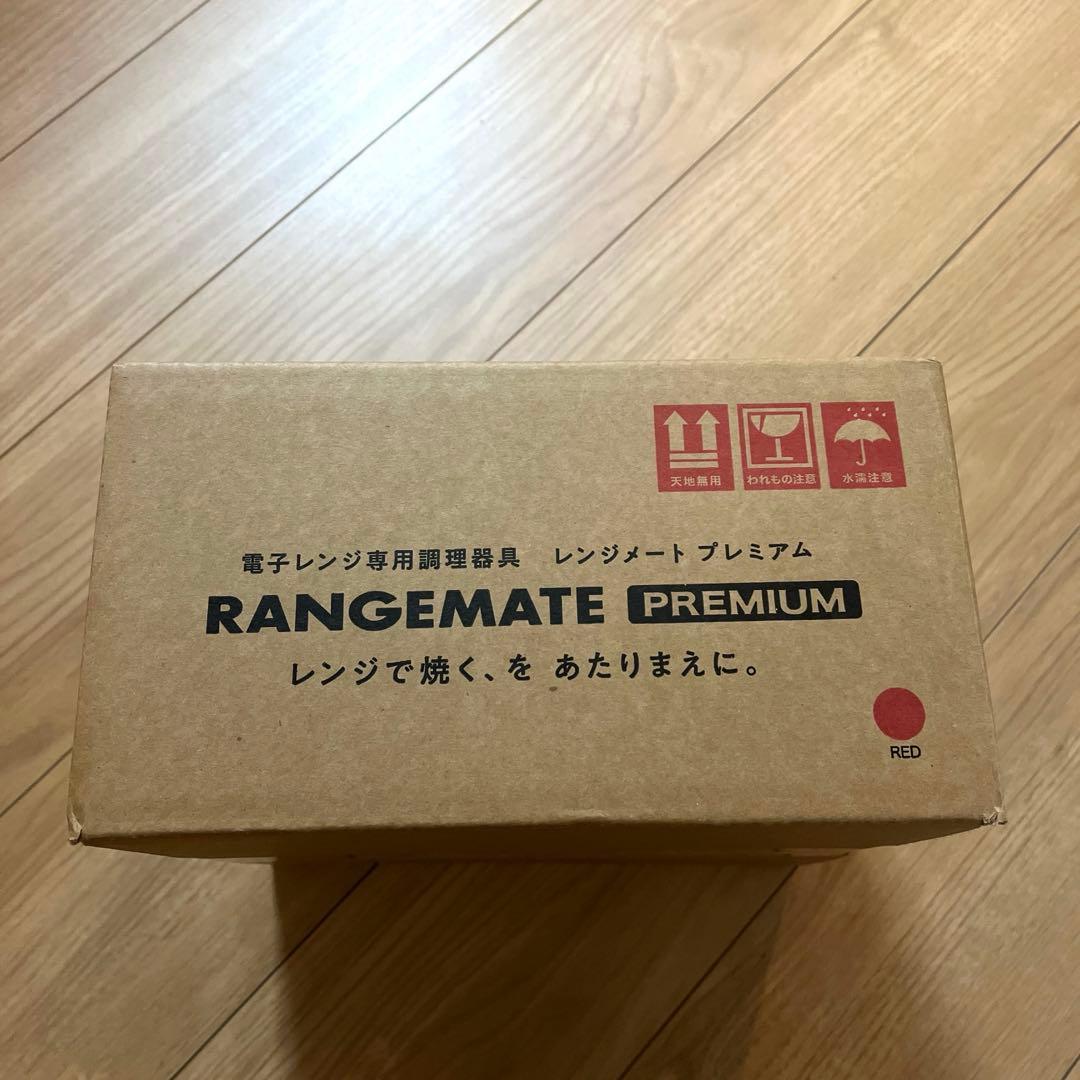 天地無用
われもの注意
水濡注意
電子レンジ専用調理器具 レンジメート プレミアム
RANGEMATE PREMIUM
レンジで焼く、を あたりまえに。
RED